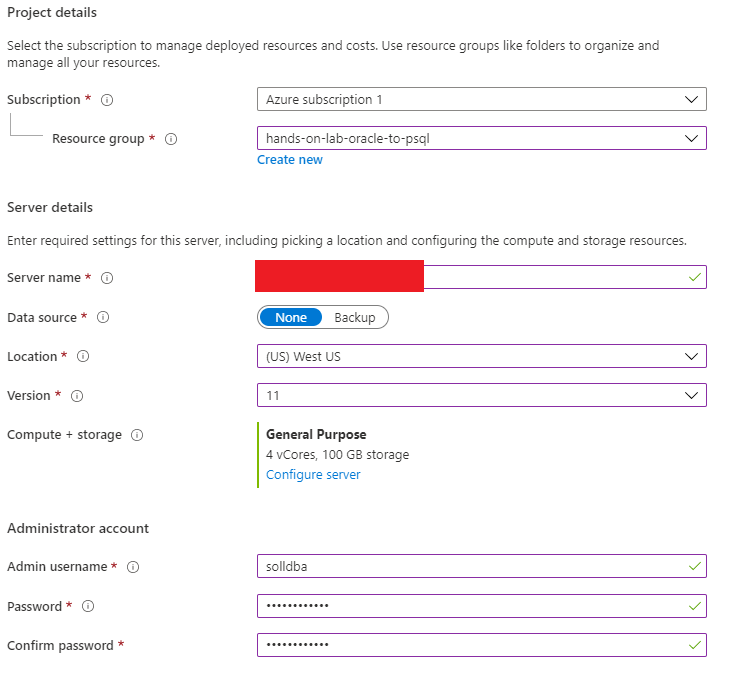 Project details
Select the subscription to manage deployed resources and costs. Use resource groups like folders to organize and
manage all your resources.
Subscription *
Azure subscription 1
Resource group *
hands-on-lab-oracle-to-psql
Create new
Server details
Enter required settings for this server, including picking a location and configuring the compute and storage resources.
Server name *
Data source *
None Backup
Location *
(US) West US
Version *
11
Compute + storage
General Purpose
4 vCores, 100 GB storage
Configure server
Administrator account
Admin username *
solldba
Password *
••••••••••••
Confirm password *
••••••••••••